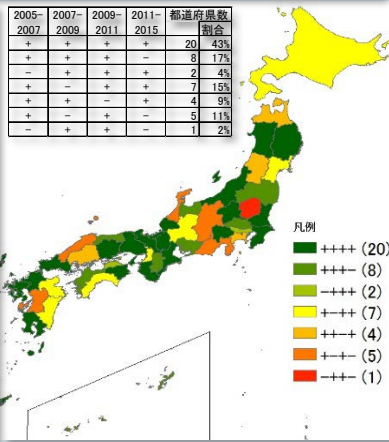 2005-2007 2007-2009 2009-2011 2011-2015 都道府県数 割合
+ + + + 20 43%
+ + + − 8 17%
− + + + 2 4%
+ − + + 7 15%
+ + − + 4 9%
+ − + − 5 11%
− + + − 1 2%
凡例
++++ (20)
+++- (8)
-+++ (2)
+-++ (7)
++-+ (4)
+-+- (5)
-++- (1)